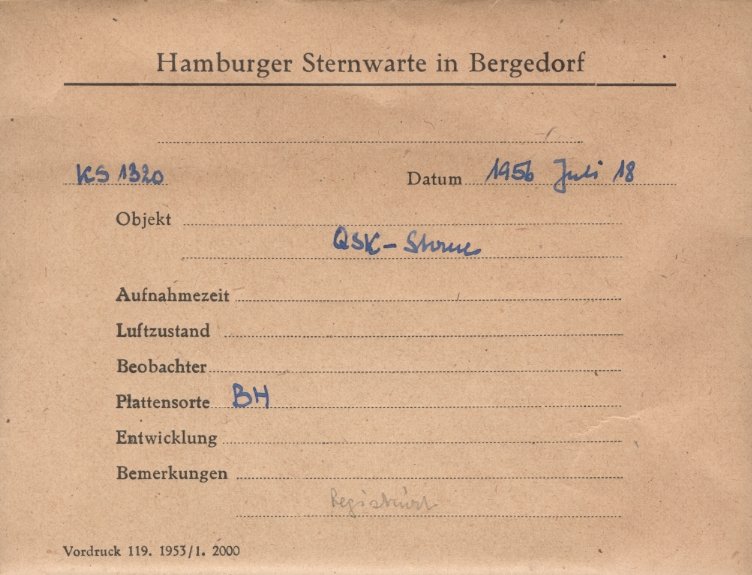 Hamburger Sternwarte in Bergedorf
KS 1320 Datum 1956 Juli 18
Objekt
QSK - Sterne
Aufnahmezeit
Luftzustand
Beobachter
Plattensorte BH
Entwicklung
Bemerkungen
Registriert
Vordruck 119. 1953/1. 2000